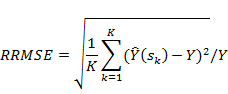 RRMSE = √(1/K ∑_{k=1}^{K} (Ŷ(s_k) − Y)²) / Y